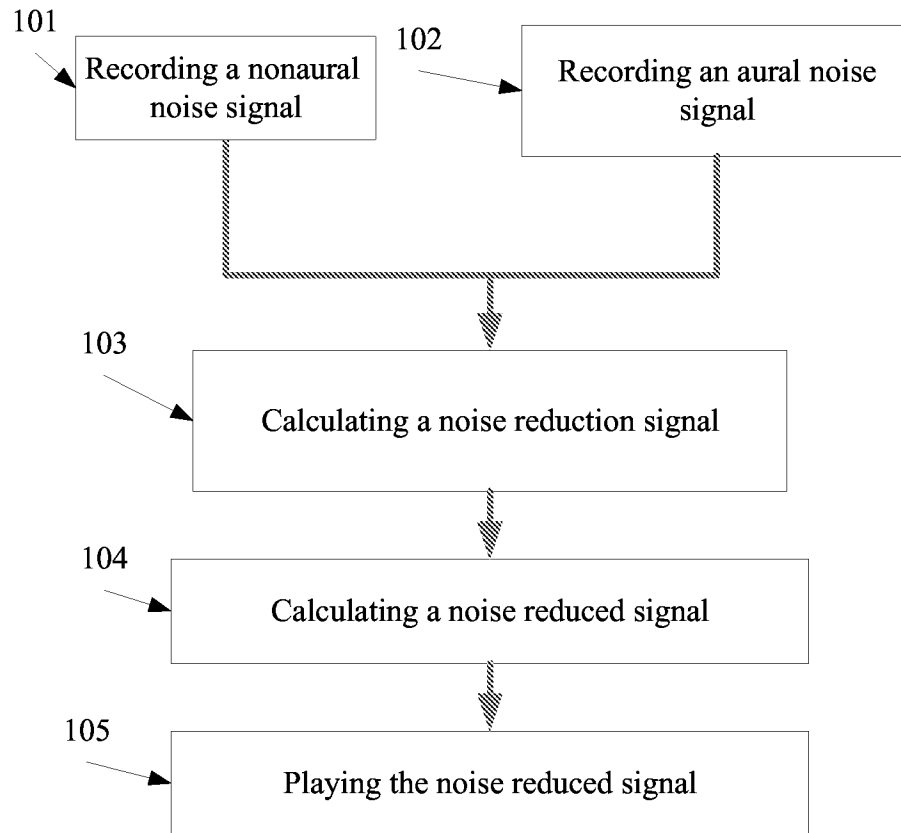 101
Recording a nonaural
noise signal
102
Recording an aural noise
signal
103
Calculating a noise reduction signal
104
Calculating a noise reduced signal
105
Playing the noise reduced signal